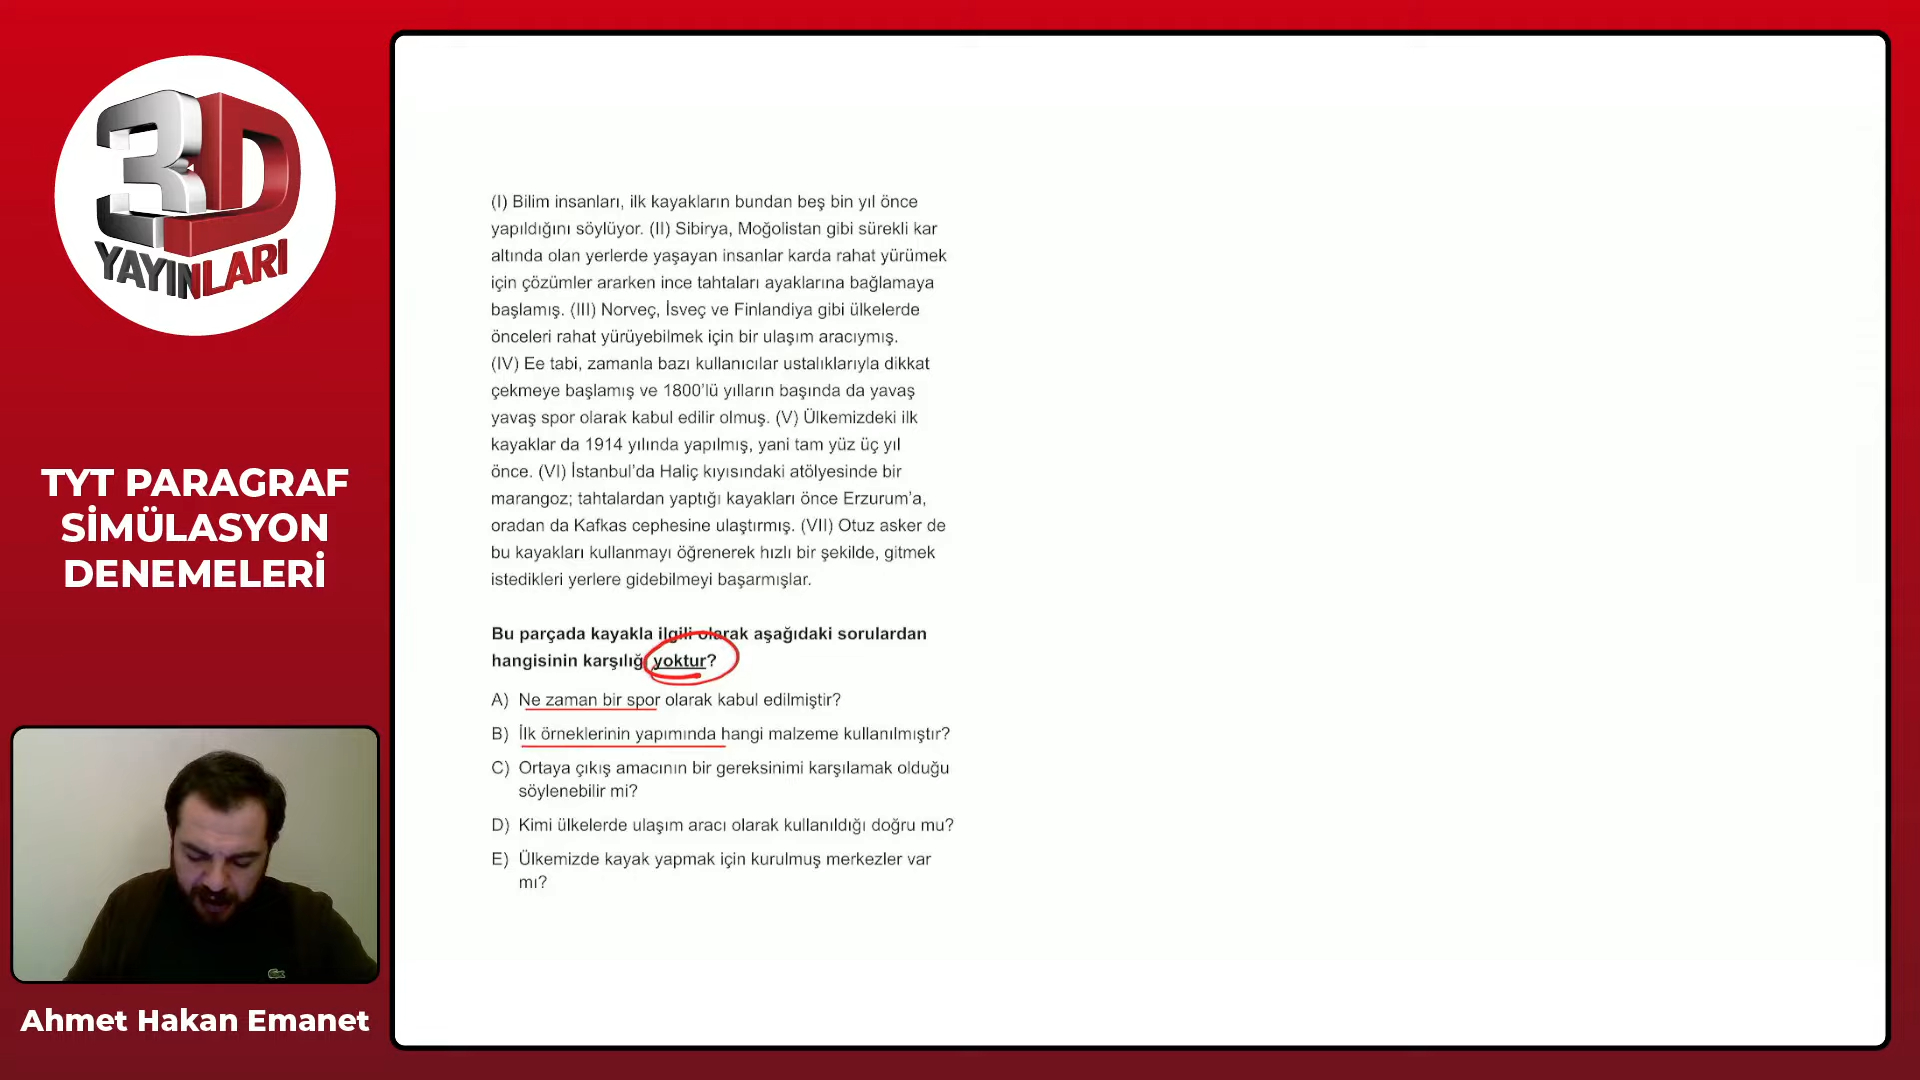 3D
YAYINLARI
TYT PARAGRAF
SİMÜLASYON
DENEMELERİ
Ahmet Hakan Emanet
(I) Bilim insanları, ilk kayakların bundan beş bin yıl önce
yapıldığını söylüyor. (II) Sibirya, Moğolistan gibi sürekli kar
altında olan yerlerde yaşayan insanlar karda rahat yürümek
için çözümler ararken ince tahtaları ayaklarına bağlamaya
başlamış. (III) Norveç, İsveç ve Finlandiya gibi ülkelerde
önceleri rahat yürüyebilmek için bir ulaşım aracıymış.
(IV) Ee tabi, zamanla bazı kullanıcılar ustalıklarıyla dikkat
çekmeye başlamış ve 1800’lü yılların başında da yavaş
yavaş spor olarak kabul edilir olmuş. (V) Ülkemizdeki ilk
kayaklar da 1914 yılında yapılmış, yani tam yüz üç yıl
önce. (VI) İstanbul’da Haliç kıyısındaki atölyesinde bir
marangoz; tahtalardan yaptığı kayakları önce Erzurum’a,
oradan da Kafkas cephesine ulaştırmış. (VII) Otuz asker de
bu kayakları kullanmayı öğrenerek hızlı bir şekilde, gitmek
istedikleri yerlere gidebilmeyi başarmışlar.
Bu parçada kayakla ilgili olarak aşağıdaki sorulardan
hangisinin karşılığı yoktur?
A) Ne zaman bir spor olarak kabul edilmiştir?
B) İlk örneklerinin yapımında hangi malzeme kullanılmıştır?
C) Ortaya çıkış amacının bir gereksinimi karşılamak olduğu
söylenebilir mi?
D) Kimi ülkelerde ulaşım aracı olarak kullanıldığı doğru mu?
E) Ülkemizde kayak yapmak için kurulmuş merkezler var
mı?